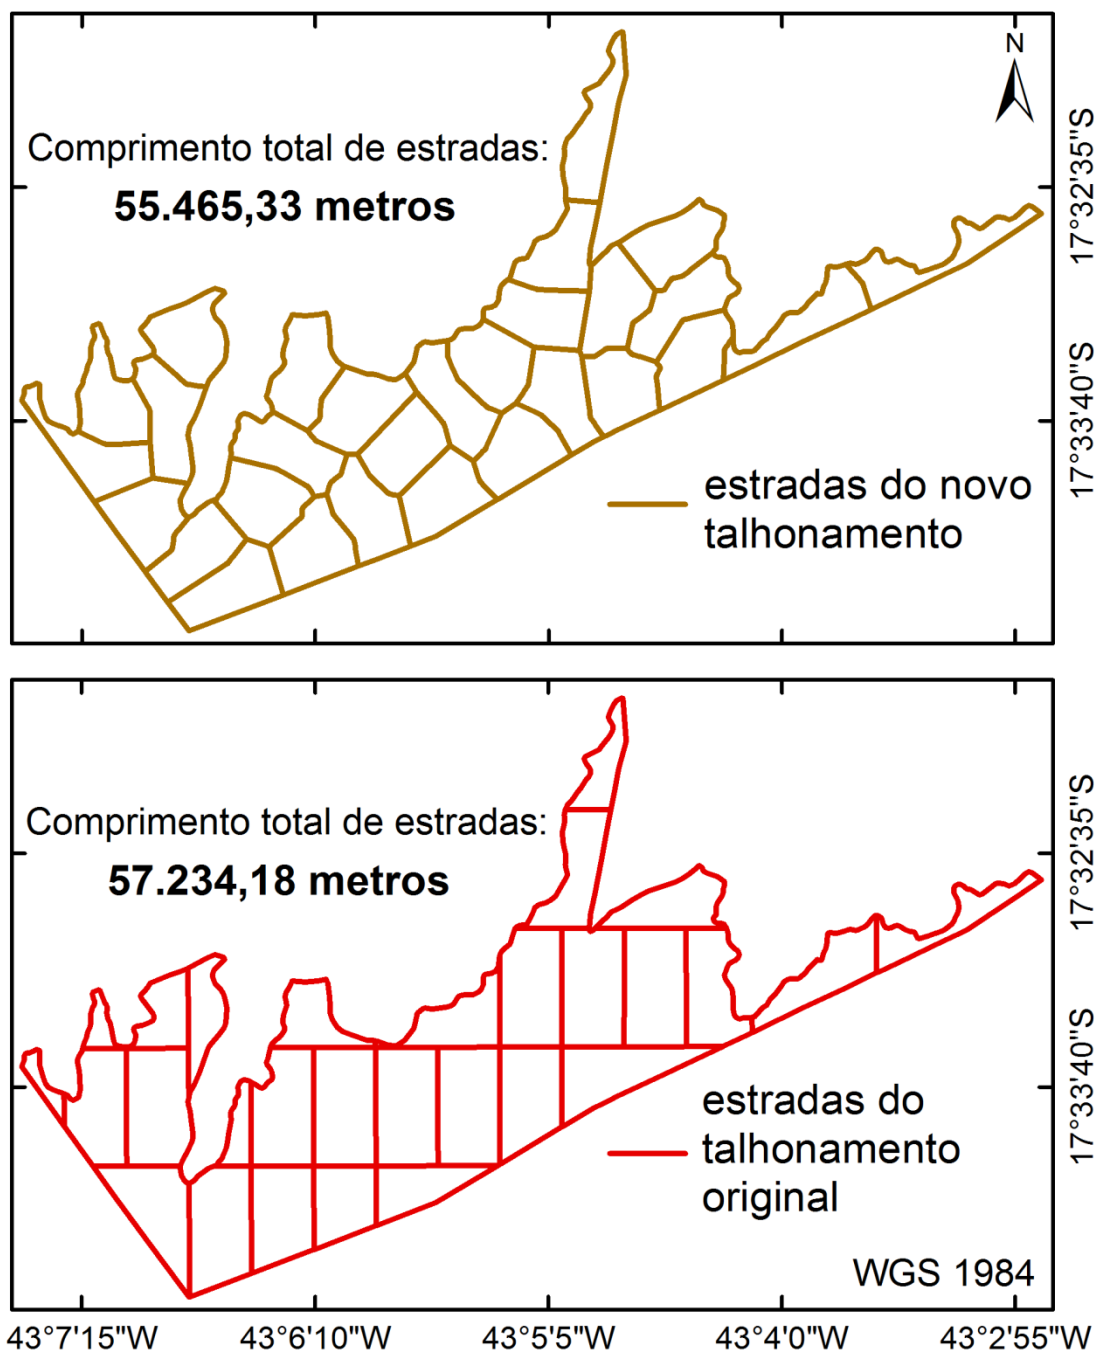 N
Comprimento total de estradas:
55.465,33 metros
17°32'35"S
17°33'40"S
estradas do novo
talhonamento
Comprimento total de estradas:
57.234,18 metros
17°32'35"S
17°33'40"S
estradas do
talhonamento
original
WGS 1984
43°7'15"W 43°6'10"W 43°55"W 43°4'0"W 43°2'55"W